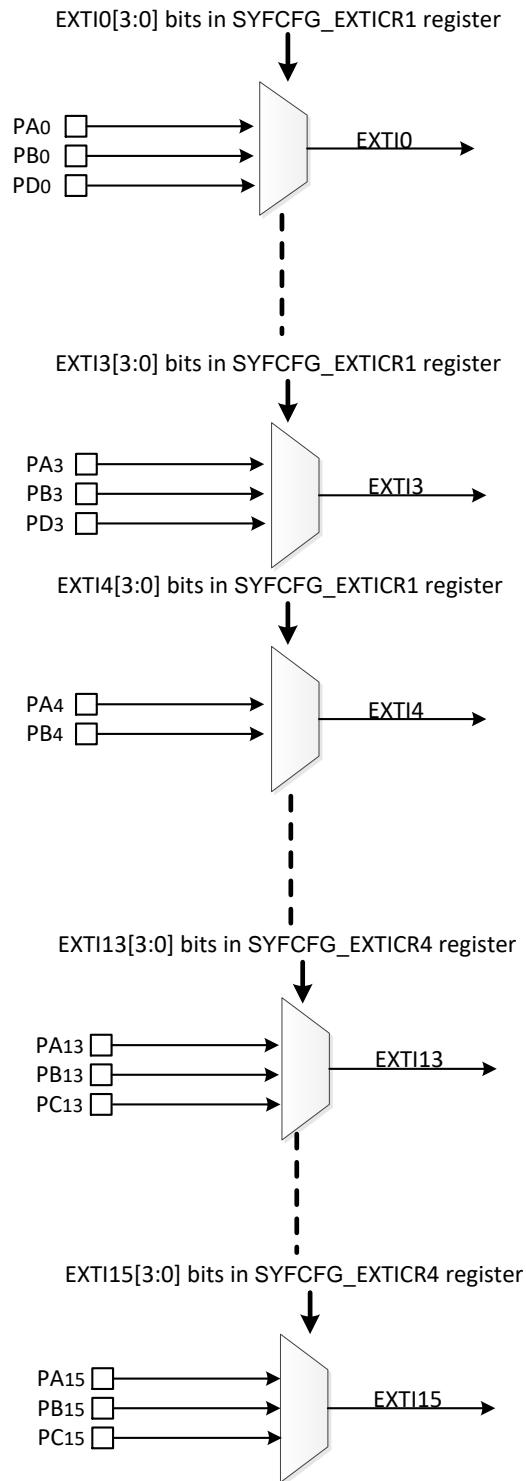 EXTI0[3:0] bits in SYFCFG_EXTICR1 register
PA0
EXTI0
PB0
PD0
EXTI3[3:0] bits in SYFCFG_EXTICR1 register
PA3
EXTI3
PB3
PD3
EXTI4[3:0] bits in SYFCFG_EXTICR1 register
PA4
EXTI4
PB4
EXTI13[3:0] bits in SYFCFG_EXTICR4 register
PA13
EXTI13
PB13
PC13
EXTI15[3:0] bits in SYFCFG_EXTICR4 register
PA15
EXTI15
PB15
PC15